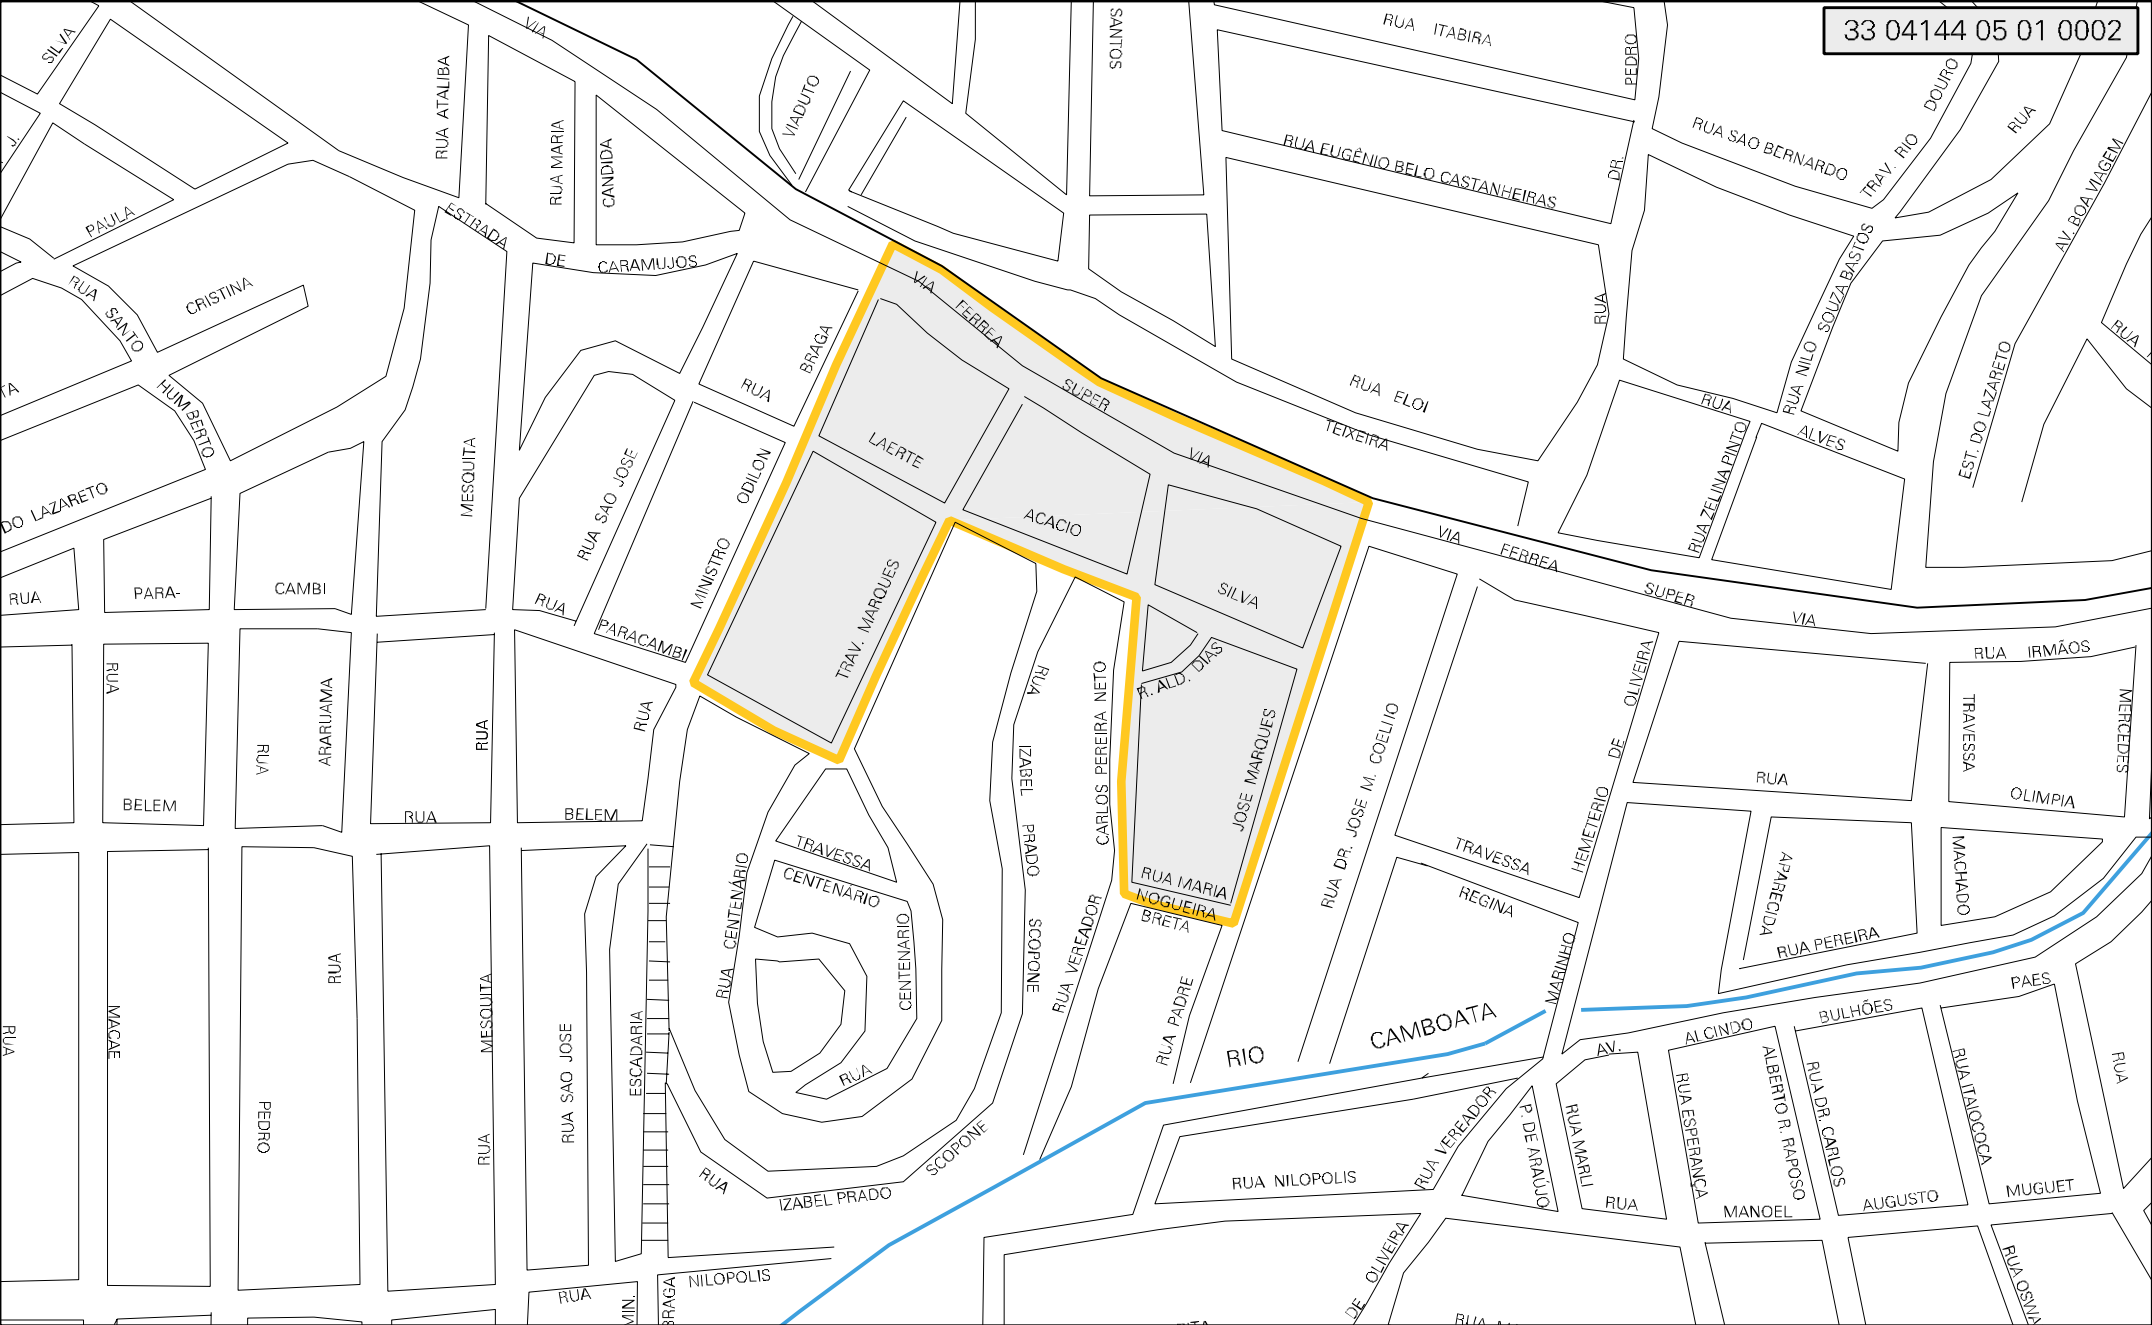 33 04144 05 01 0002
SILVA
VIA
RUA ATALIBA
RUA MARIA
CANDIDA
VIADUTO
SANTOS
RUA ITABIRA
PEDRO
DR.
RUA
RUA EUGÊNIO BELO CASTANHEIRAS
RUA SAO BERNARDO
TRAV. RIO DOURO
RUA
AV. BOA VIAGEM
J.
PAULA
ESTRADA
DE CARAMUJOS
RUA SANTO
CRISTINA
HUMBERTO
TA
DO LAZARETO
MESQUITA
RUA SAO JOSE
BRAGA
RUA
ODILON
MINISTRO
VIA
FERREA
SUPER
VIA
LAERTE
ACACIO
SILVA
TRAV. MARQUES
RUA ELOI
TEIXEIRA
RUA NILO SOUZA BASTOS
RUA
ALVES
RUA ZELINA PINTO
EST. DO LAZARETO
RUA
VIA
FERREA
SUPER
VIA
RUA
PARA-
CAMBI
RUA
PARACAMBI
RUA
RUA
ARARUAMA
RUA
RUA
BELEM
RUA
BELEM
RUA
IZABEL
PRADO
SCOPONE
CARLOS PEREIRA NETO
RUA VEREADOR
R. ALD. DIAS
JOSE MARQUES
RUA MARIA
NOGUEIRA
BRETA
RUA PADRE
RUA DR. JOSE M. COELIO
HEMETERIO DE OLIVEIRA
MARINHO
TRAVESSA
REGINA
RUA IRMÃOS
TRAVESSA
MERCEDES
RUA
OLIMPIA
APARECIDA
MACHADO
RUA PEREIRA
PAES
TRAVESSA
CENTENARIO
RUA CENTENÁRIO
CENTENARIO
RUA
RUA
MACAE
RUA
PEDRO
RUA
MESQUITA
RUA SAO JOSE
ESCADARIA
RUA
IZABEL PRADO
SCOPONE
RIO
CAMBOATA
AV.
ALCINDO
BULHÕES
RUA VEREADOR
P. DE ARAÚJO
RUA MARLI
RUA ESPERANÇA
ALBERTO R. RAPOSO
RUA DR. CARLOS
RUA ITAIOCOCA
RUA
RUA NILOPOLIS
RUA
MANOEL
AUGUSTO
MUGUET
DE OLIVEIRA
RUA OSWA
RUA
MIN.
BRAGA
NILOPOLIS